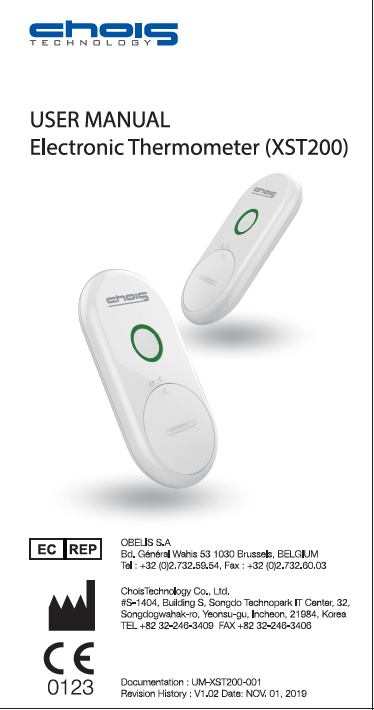 chois
TECHNOLOGY
USER MANUAL
Electronic Thermometer (XST200)
chois
chois
EC REP
OBELIS S.A
Bd. Général Wahis 53 1030 Brussels, BELGIUM
Tel : +32 (0)2.732.59.54, Fax : +32 (0)2.732.60.03
ChoisTechnology Co., Ltd.
#S-1404, Building S, Songdo Technopark IT Center, 32,
Songdogwahak-ro, Yeonsu-gu, Incheon, 21984, Korea
TEL +82 32-246-3409 FAX +82 32-246-3406
CE
0123
Documentation : UM-XST200-001
Revision History : V1.02 Date: NOV. 01, 2019